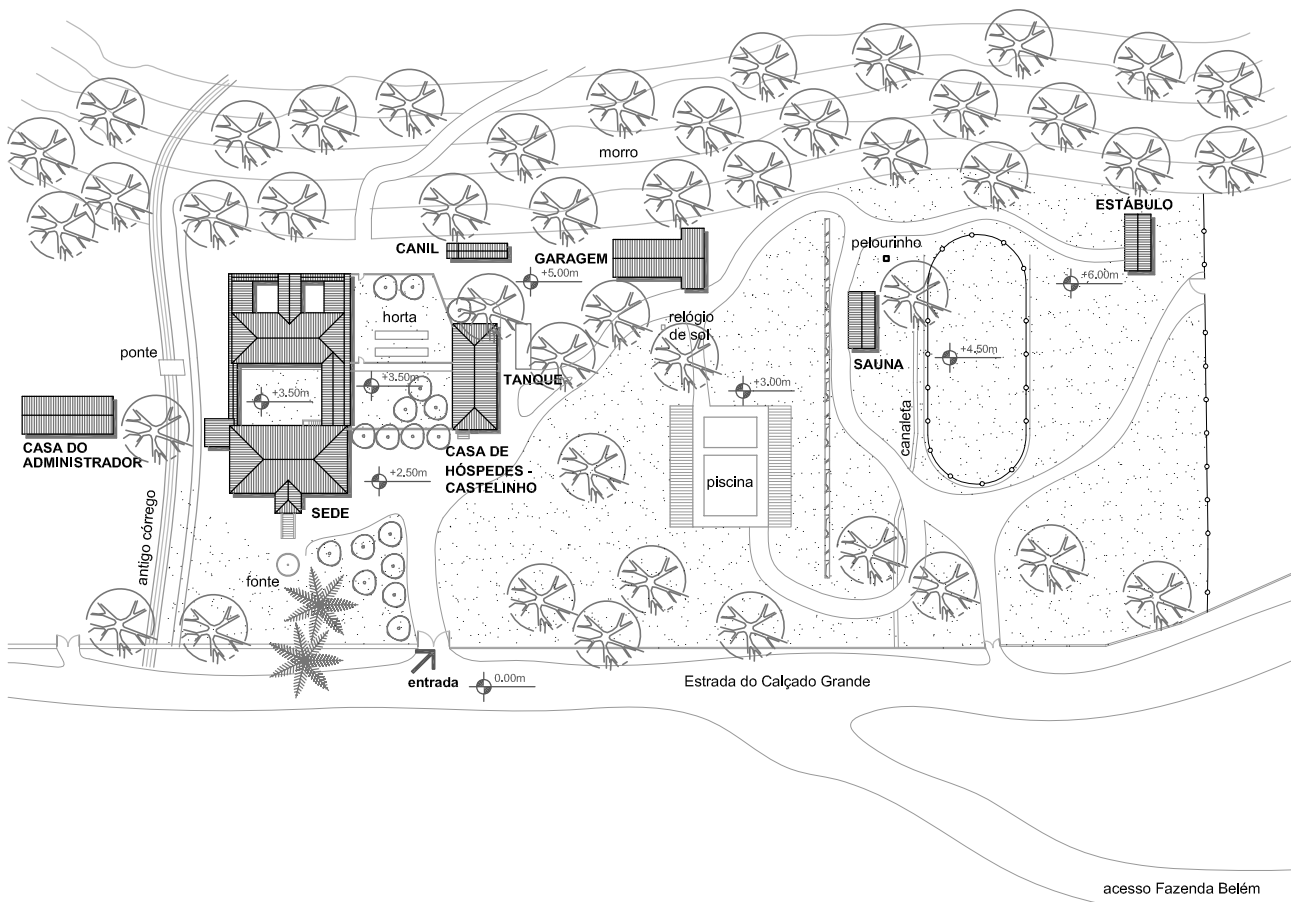 morro
ESTÁBULO
CANIL
GARAGEM
pelourinho
+5.00m
+6.00m
horta
relógio
de sol
ponte
+3.50m
+3.50m
TANQUE
+4.50m
SAUNA
+3.00m
CASA DO
ADMINISTRADOR
CASA DE
HÓSPEDES -
CASTELINHO
canaleta
+2.50m
piscina
SEDE
antigo córrego
fonte
entrada
0.00m
Estrada do Calçado Grande
acesso Fazenda Belém